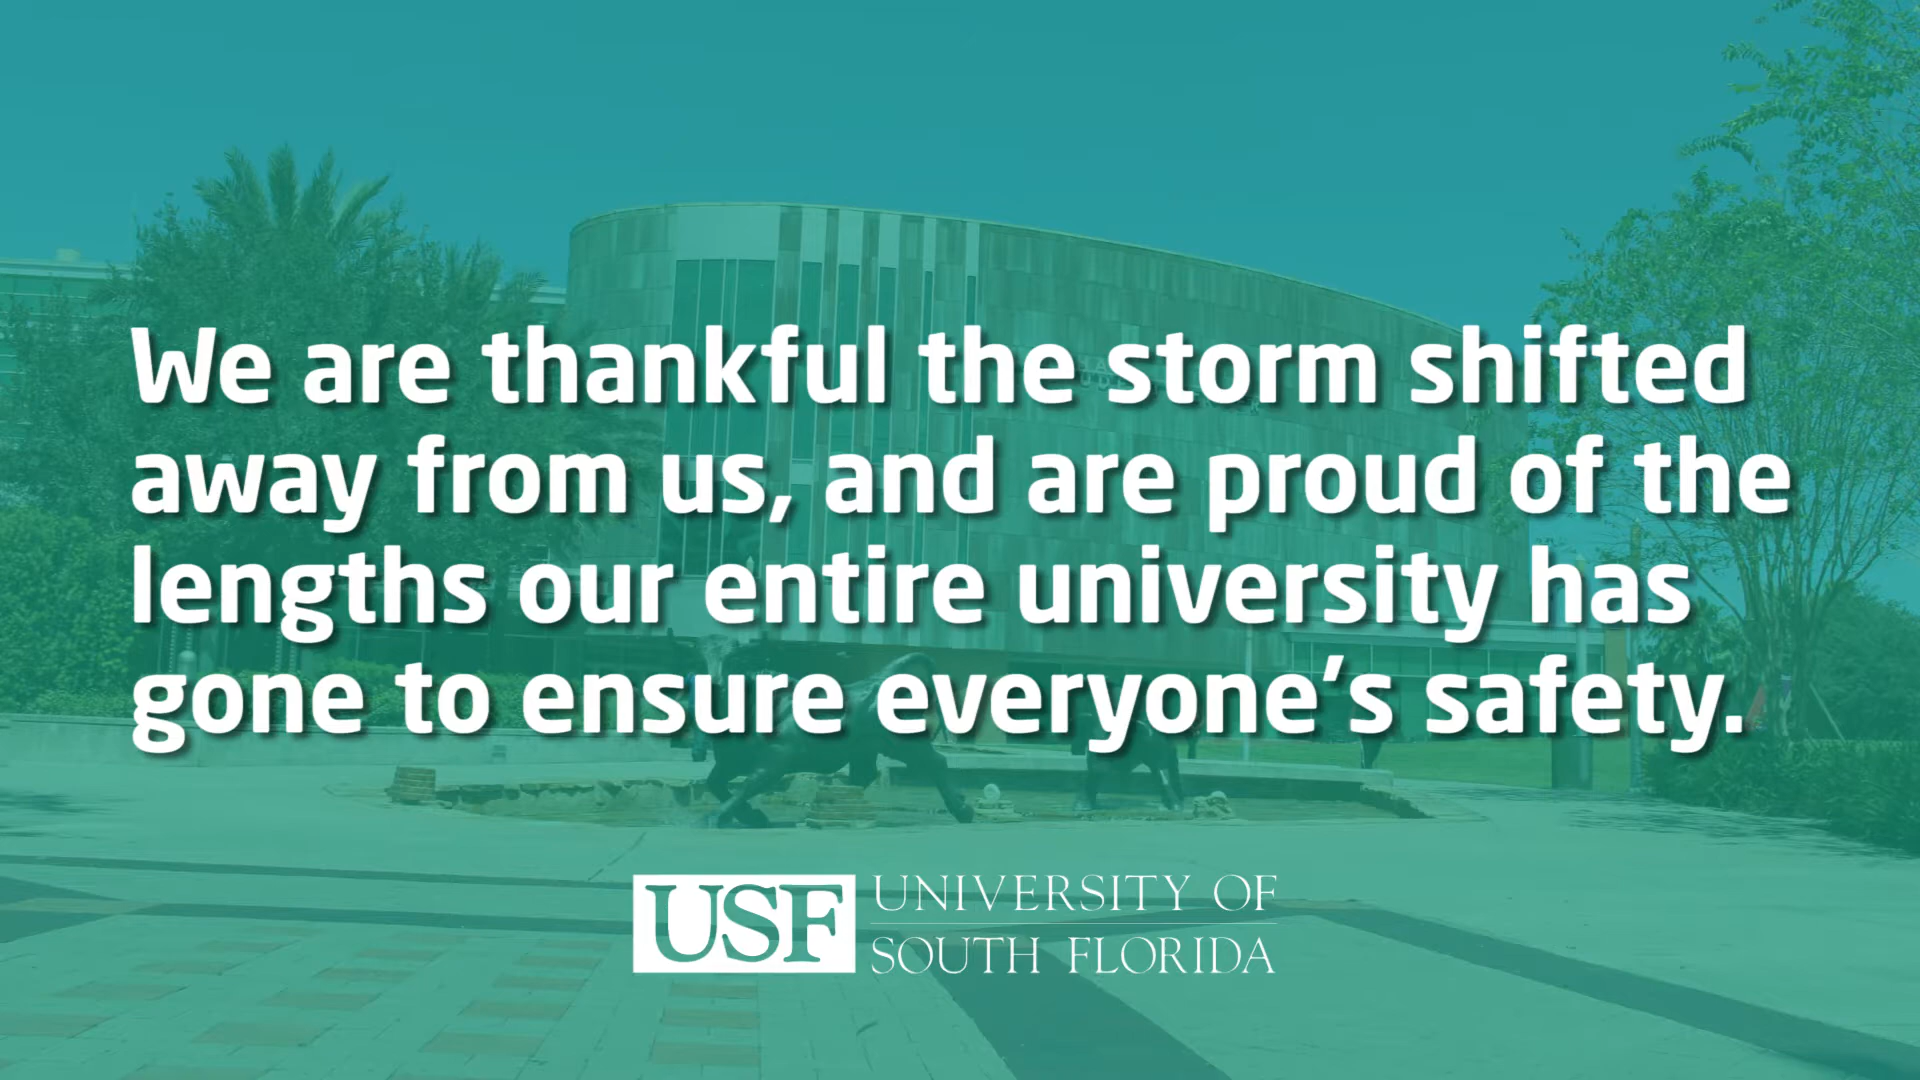 We are thankful the storm shifted
away from us, and are proud of the
lengths our entire university has
gone to ensure everyone’s safety.
USF
UNIVERSITY OF
SOUTH FLORIDA